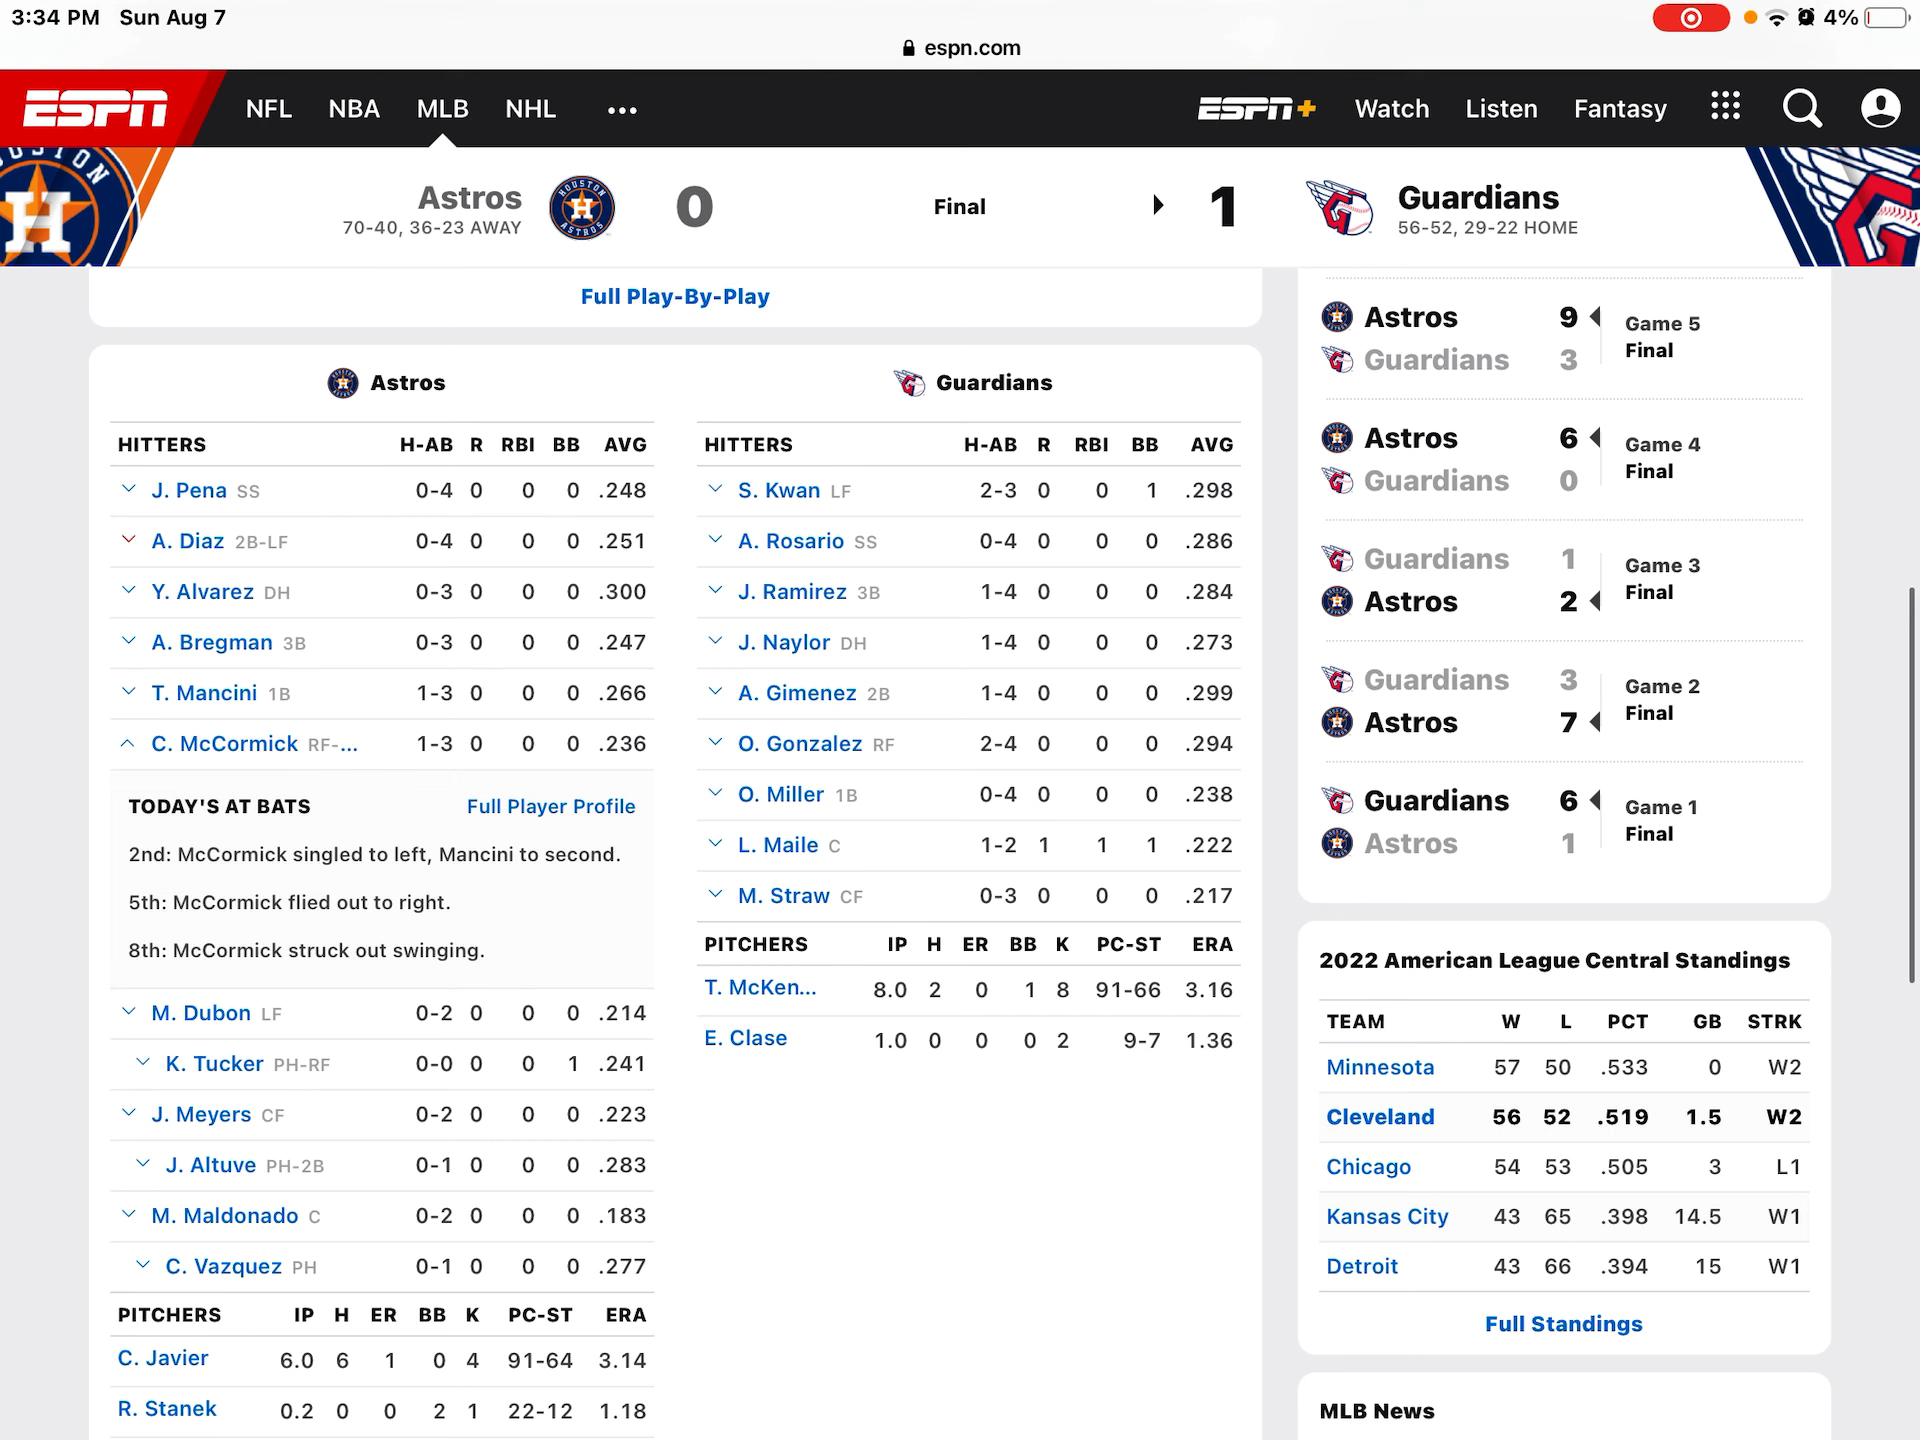 3:34 PM Sun Aug 7
4%
espn.com
ESPN NFL NBA MLB NHL ••• ESPN+ Watch Listen Fantasy
Astros 0 Final 1 Guardians
70-40, 36-23 AWAY
56-52, 29-22 HOME
HOUSTON ASTROS
Full Play-By-Play
Astros
HITTERS H-AB R RBI BB AVG
J. Pena SS 0-4 0 0 0 .248
A. Diaz 2B-LF 0-4 0 0 0 .251
Y. Alvarez DH 0-3 0 0 0 .300
A. Bregman 3B 0-3 0 0 0 .247
T. Mancini 1B 1-3 0 0 0 .266
C. McCormick RF-... 1-3 0 0 0 .236
TODAY'S AT BATS Full Player Profile
2nd: McCormick singled to left, Mancini to second.
5th: McCormick flied out to right.
8th: McCormick struck out swinging.
M. Dubon LF 0-2 0 0 0 .214
K. Tucker PH-RF 0-0 0 0 1 .241
J. Meyers CF 0-2 0 0 0 .223
J. Altuve PH-2B 0-1 0 0 0 .283
M. Maldonado C 0-2 0 0 0 .183
C. Vazquez PH 0-1 0 0 0 .277
PITCHERS IP H ER BB K PC-ST ERA
C. Javier 6.0 6 1 0 4 91-64 3.14
R. Stanek 0.2 0 0 2 1 22-12 1.18
Guardians
HITTERS H-AB R RBI BB AVG
S. Kwan LF 2-3 0 0 1 .298
A. Rosario SS 0-4 0 0 0 .286
J. Ramirez 3B 1-4 0 0 0 .284
J. Naylor DH 1-4 0 0 0 .273
A. Gimenez 2B 1-4 0 0 0 .299
O. Gonzalez RF 2-4 0 0 0 .294
O. Miller 1B 0-4 0 0 0 .238
L. Maile C 1-2 1 1 1 .222
M. Straw CF 0-3 0 0 0 .217
PITCHERS IP H ER BB K PC-ST ERA
T. McKen... 8.0 2 0 1 8 91-66 3.16
E. Clase 1.0 0 0 0 2 9-7 1.36
Astros 9 Game 5
Guardians 3 Final
Astros 6 Game 4
Guardians 0 Final
Guardians 1 Game 3
Astros 2 Final
Guardians 3 Game 2
Astros 7 Final
Guardians 6 Game 1
Astros 1 Final
2022 American League Central Standings
TEAM W L PCT GB STRK
Minnesota 57 50 .533 0 W2
Cleveland 56 52 .519 1.5 W2
Chicago 54 53 .505 3 L1
Kansas City 43 65 .398 14.5 W1
Detroit 43 66 .394 15 W1
Full Standings
MLB News